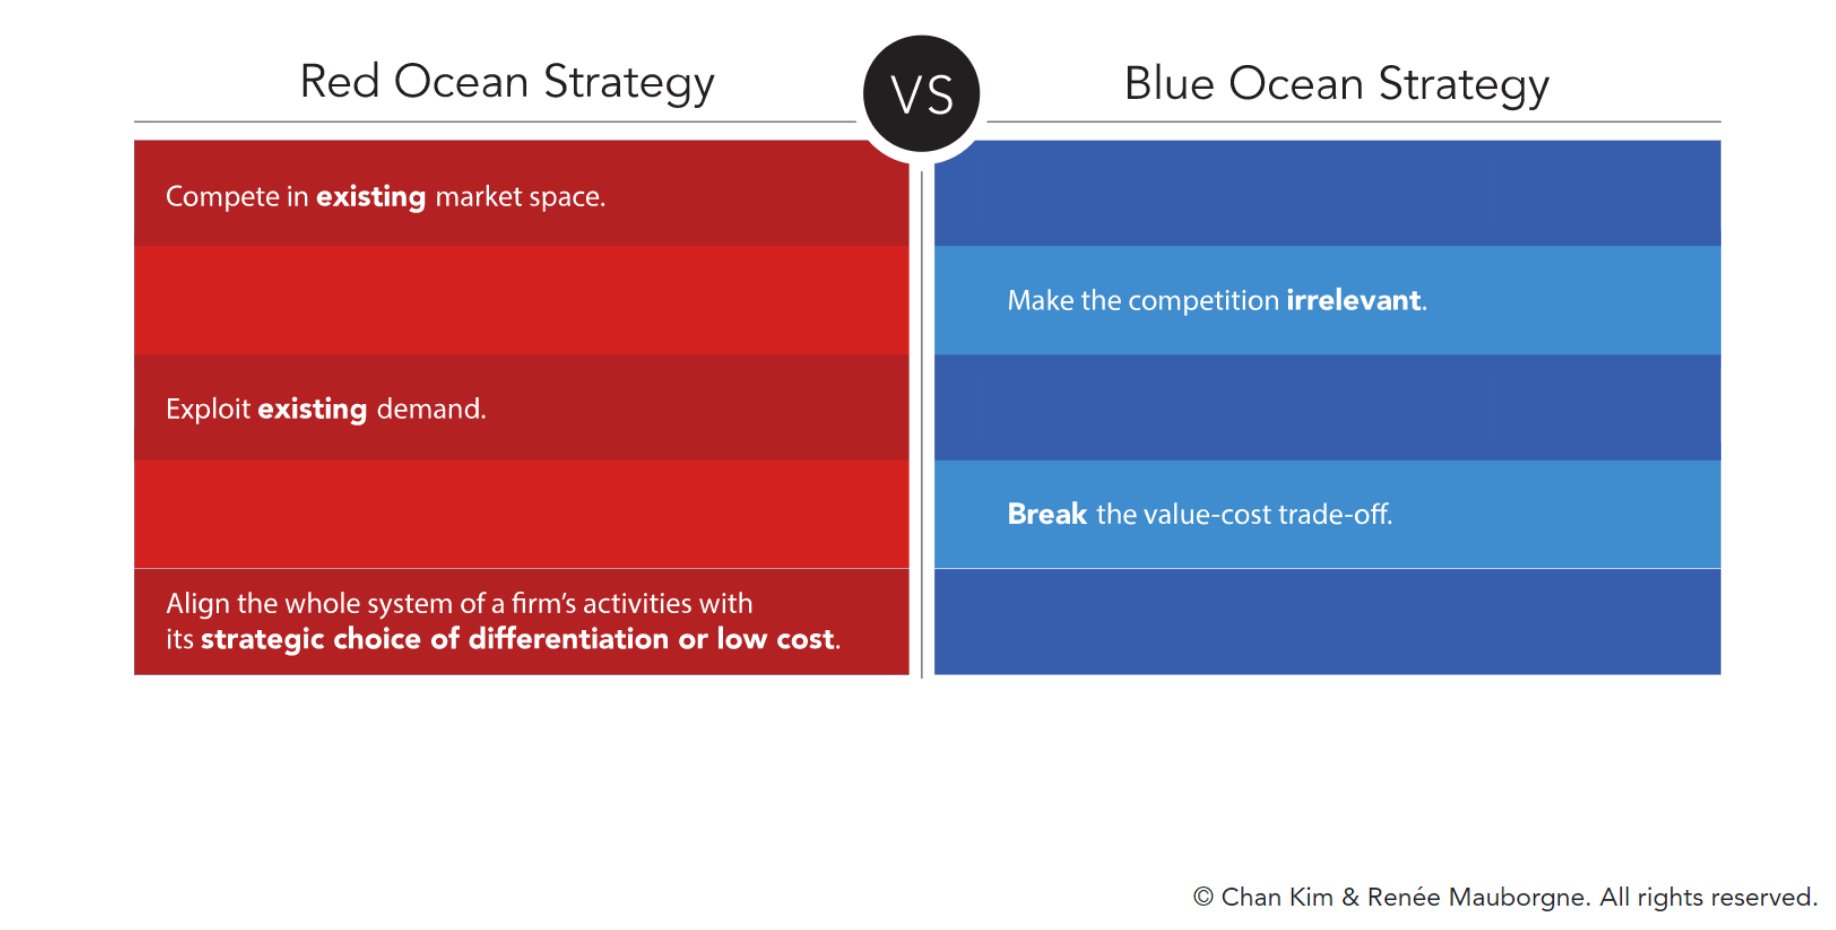 Red Ocean Strategy
VS
Blue Ocean Strategy
Compete in existing market space.
Make the competition irrelevant.
Exploit existing demand.
Break the value-cost trade-off.
Align the whole system of a firm’s activities with
its strategic choice of differentiation or low cost.
© Chan Kim & Renée Mauborgne. All rights reserved.